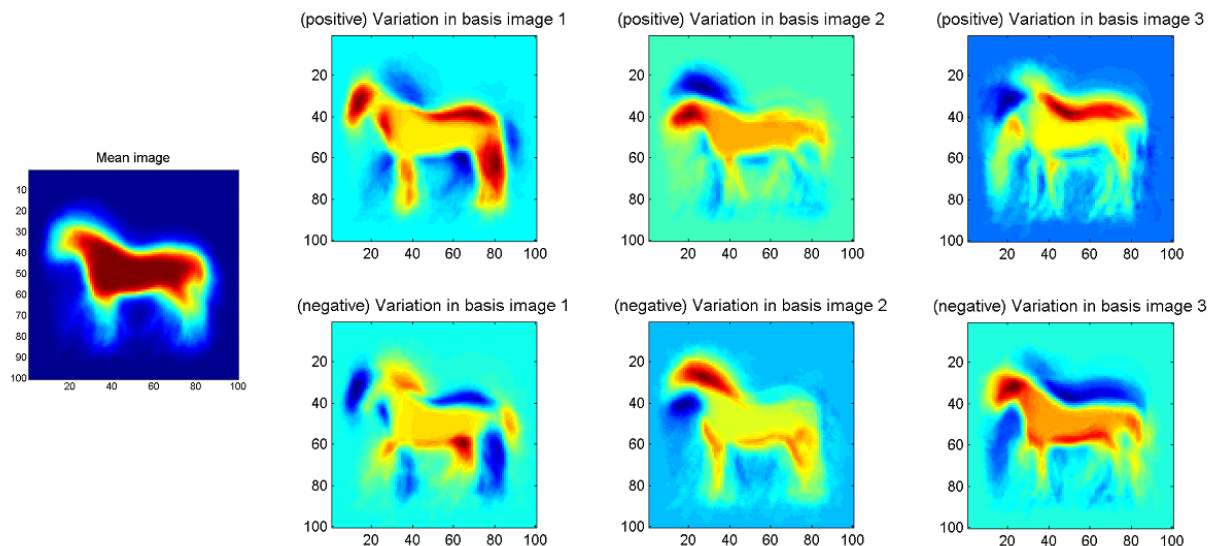 (positive) Variation in basis image 1
(positive) Variation in basis image 2
(positive) Variation in basis image 3
20
40
60
80
100
20 40 60 80 100
20
40
60
80
100
20 40 60 80 100
20
40
60
80
100
20 40 60 80 100
Mean image
10
20
30
40
50
60
70
80
90
100
20 40 60 80 100
(negative) Variation in basis image 1
(negative) Variation in basis image 2
(negative) Variation in basis image 3
20
40
60
80
100
20 40 60 80 100
20
40
60
80
100
20 40 60 80 100
20
40
60
80
100
20 40 60 80 100